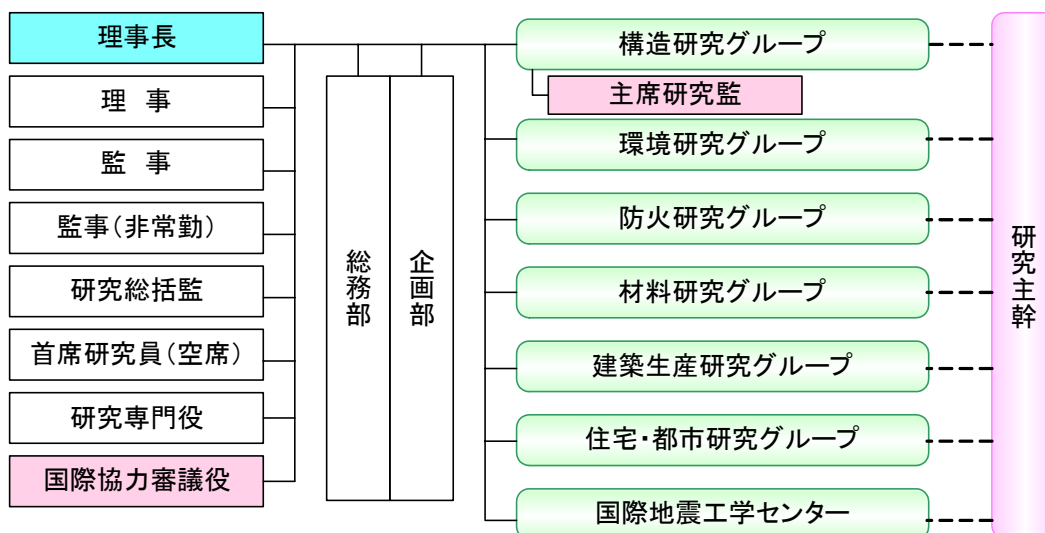 理事長
理 事
監 事
監事(非常勤)
研究総括監
首席研究員(空席)
研究専門役
国際協力審議役
総務部
企画部
構造研究グループ
主席研究監
環境研究グループ
防火研究グループ
材料研究グループ
建築生産研究グループ
住宅・都市研究グループ
国際地震工学センター
研究主幹